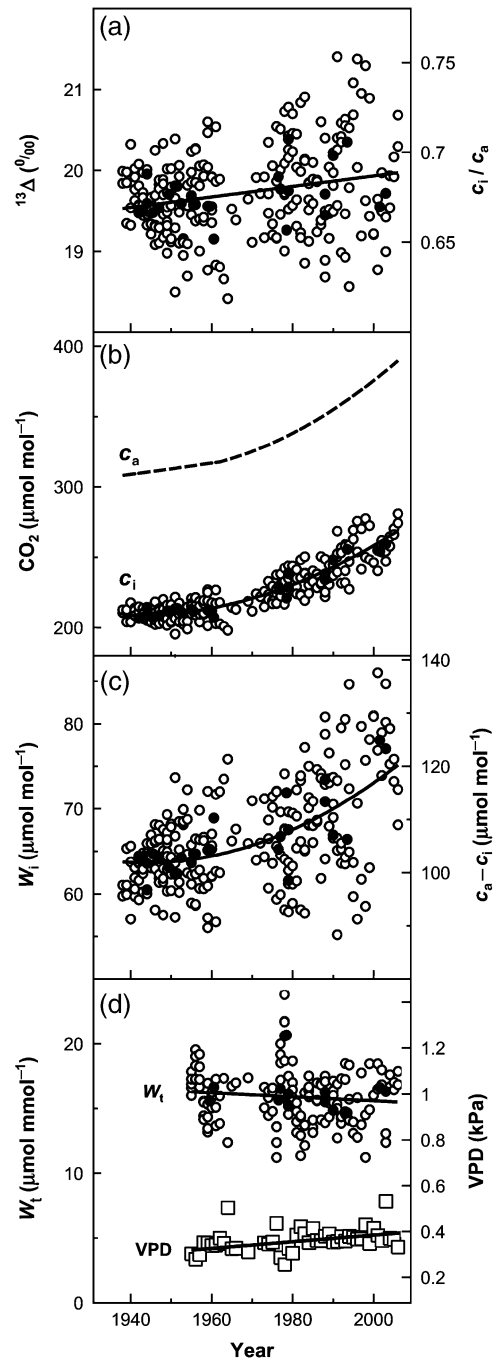 (a)
21
20
19
¹³Δ (⁰/₀₀)
0.75
0.7
0.65
cᵢ / cₐ
(b)
400
300
200
CO₂ (μmol mol⁻¹)
cₐ
cᵢ
(c)
80
70
60
Wᵢ (μmol mol⁻¹)
140
120
100
cₐ – cᵢ (μmol mol⁻¹)
(d)
20
10
0
Wₜ (μmol mmol⁻¹)
Wₜ
VPD
1.2
1
0.8
0.6
0.4
0.2
VPD (kPa)
1940 1960 1980 2000
Year